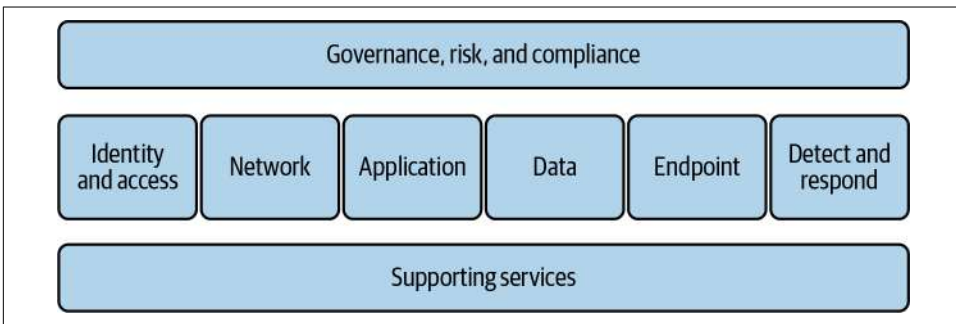 Governance, risk, and compliance
Identity
and access
Network
Application
Data
Endpoint
Detect and
respond
Supporting services